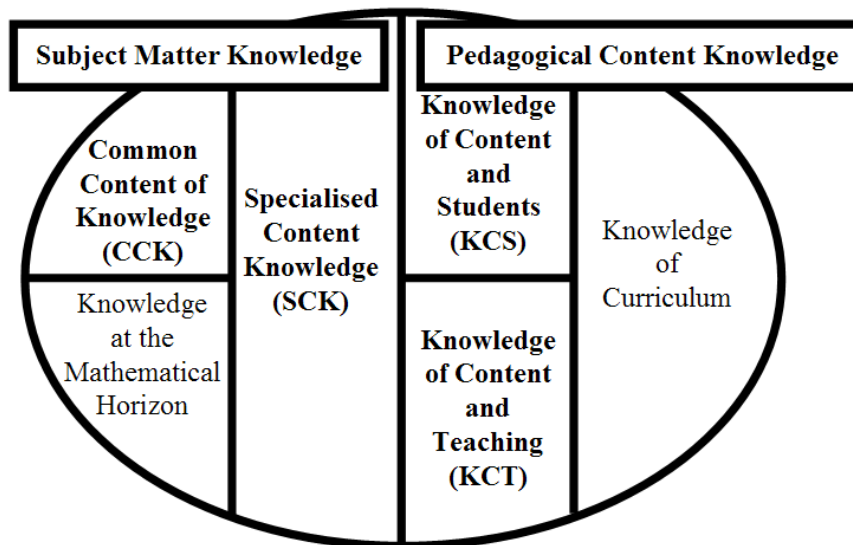 Subject Matter Knowledge
Pedagogical Content Knowledge
Common
Content of
Knowledge
(CCK)
Knowledge
at the
Mathematical
Horizon
Specialised
Content
Knowledge
(SCK)
Knowledge
of Content
and
Students
(KCS)
Knowledge
of Content
and
Teaching
(KCT)
Knowledge
of
Curriculum